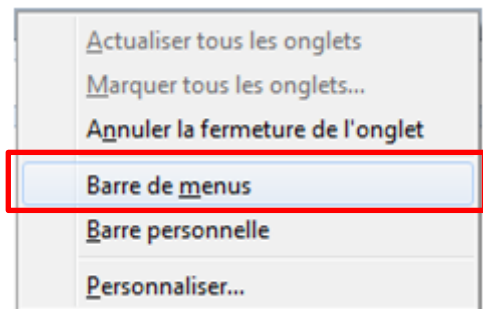 Actualiser tous les onglets
Marquer tous les onglets...
Annuler la fermeture de l'onglet
Barre de menus
Barre personnelle
Personnaliser...